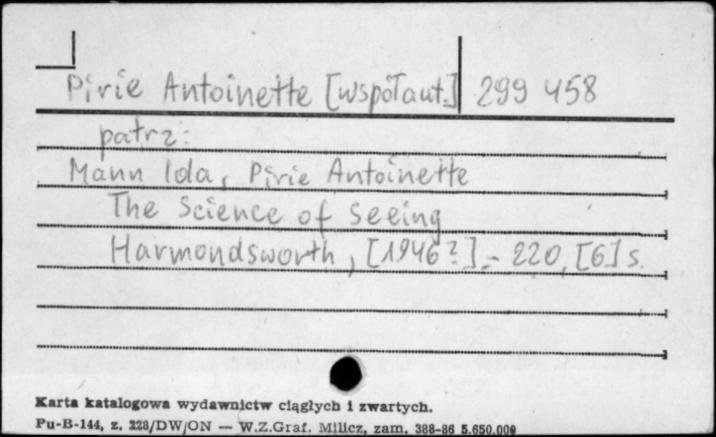 Pirie Antoinette [współaut.] 299 458
patrz:
Mann Ida, Pirie Antoinette
The Science of Seeing
Harmondsworth, [1946?].- 220, [6] s.
Karta katalogowa wydawnictw ciągłych i zwartych.
Pu-B-144, z. 228/DW/ON — W.Z.Graf. Milicz, zam. 388-86 5.650.000